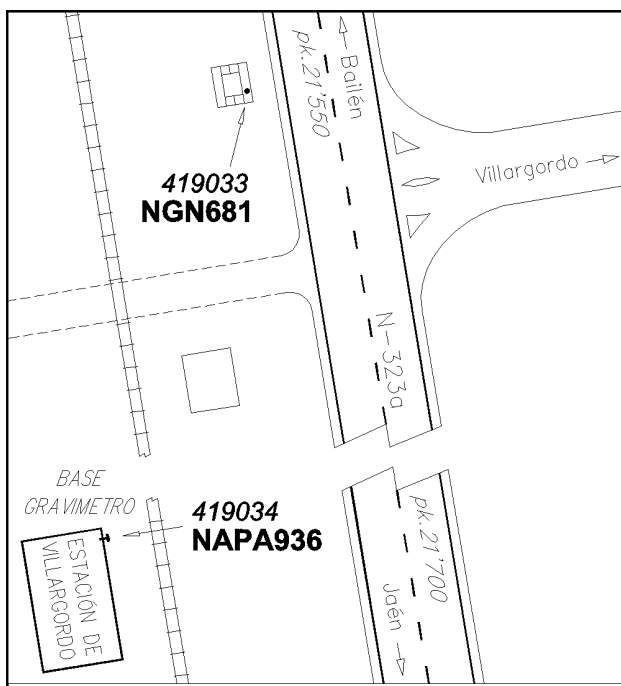 Bailén
pk.21'550
419033
NGN681
Villargordo
N-323a
BASE
GRAVIMETRO
419034
NAPA936
ESTACIÓN DE
VILLARGORDO
pk.21'700
Jaén